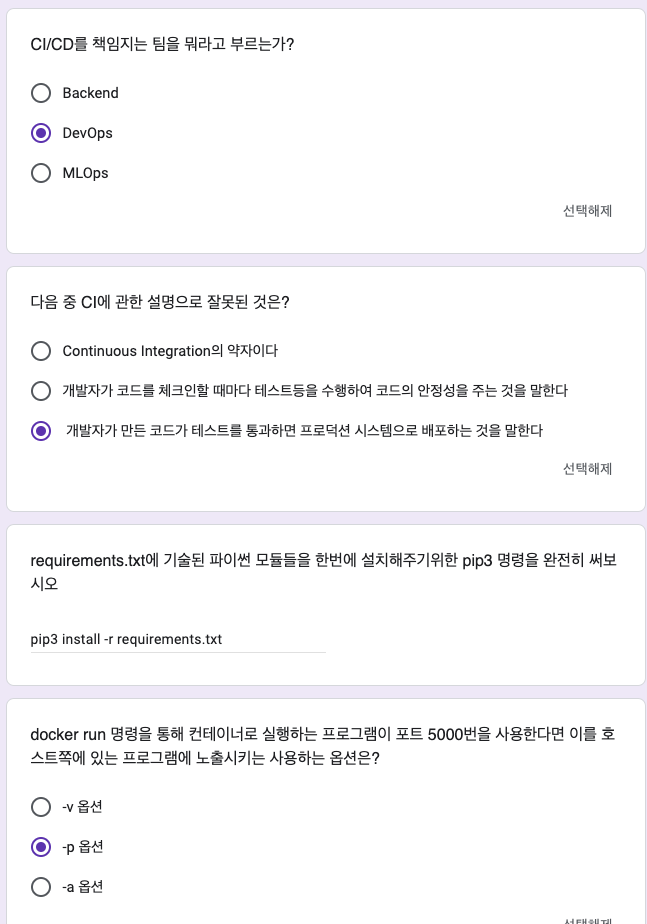 CI/CD를 책임지는 팀을 뭐라고 부르는가?
Backend
DevOps
MLOps
선택해제
다음 중 CI에 관한 설명으로 잘못된 것은?
Continuous Integration의 약자이다
개발자가 코드를 체크인할 때마다 테스트등을 수행하여 코드의 안정성을 주는 것을 말한다
개발자가 만든 코드가 테스트를 통과하면 프로덕션 시스템으로 배포하는 것을 말한다
선택해제
requirements.txt에 기술된 파이썬 모듈들을 한번에 설치해주기위한 pip3 명령을 완전히 써보
시오
pip3 install -r requirements.txt
docker run 명령을 통해 컨테이너로 실행하는 프로그램이 포트 5000번을 사용한다면 이를 호
스트쪽에 있는 프로그램에 노출시키는 사용하는 옵션은?
-v 옵션
-p 옵션
-a 옵션
선택해제